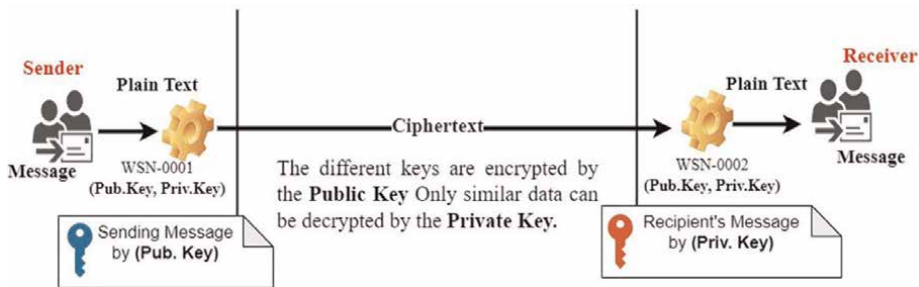 Sender
Plain Text
Message
WSN-0001
(Pub.Key, Priv.Key)
Sending Message
by (Pub. Key)
Ciphertext
The different keys are encrypted by
the Public Key Only similar data can
be decrypted by the Private Key.
Receiver
Plain Text
WSN-0002
(Pub.Key, Priv.Key)
Message
Recipient's Message
by (Priv. Key)